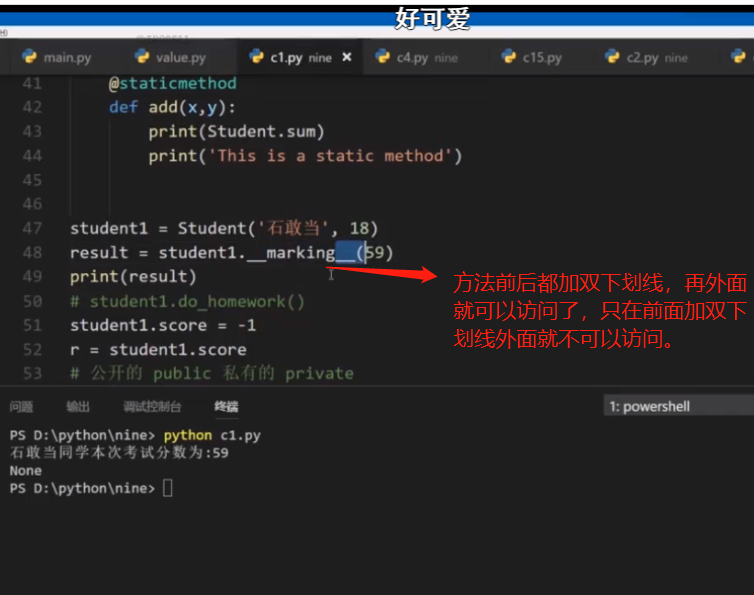 好可爱
main.py value.py c1.py nine × c4.py nine c15.py c2.py nine
41 @staticmethod
42 def add(x,y):
43 print(Student.sum)
44 print('This is a static method')
45
46
47 student1 = Student('石敢当', 18)
48 result = student1.__marking__(59)
49 print(result)
50 # student1.do_homework()
51 student1.score = -1
52 r = student1.score
53 # 公开的 public 私有的 private
方法前后都加双下划线，再外面
就可以访问了，只在前面加双下
划线外面就不可以访问。
问题 输出 调试控制台 终端 1: powershell
PS D:\python\nine> python c1.py
石敢当同学本次考试分数为:59
None
PS D:\python\nine>